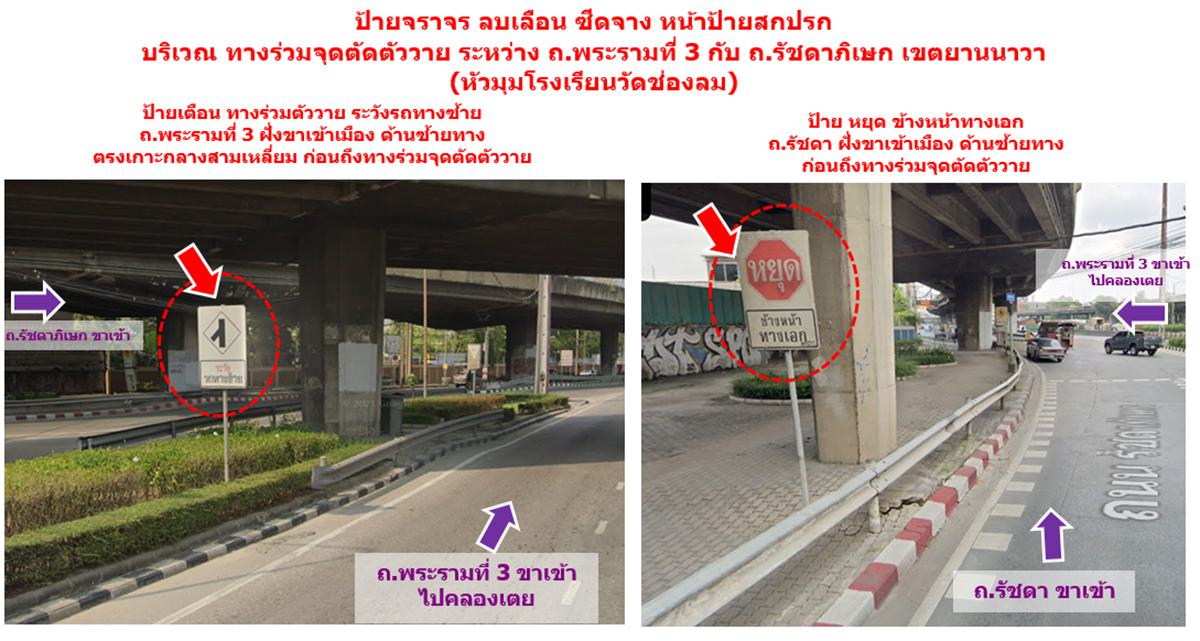 ป้ายจราจร ลบเลือน ซีดจาง หน้าป้ายสกปรก
บริเวณ ทางร่วมจุดตัดตัววาย ระหว่าง ถ.พระรามที่ 3 กับ ถ.รัชดาภิเษก เขตยานนาวา
(หัวมุมโรงเรียนวัดช่องลม)
ป้ายเตือน ทางร่วมตัววาย ระวังรถทางซ้าย
ถ.พระรามที่ 3 ฝั่งขาเข้าเมือง ด้านซ้ายทาง
ตรงเกาะกลางสามเหลี่ยม ก่อนถึงทางร่วมจุดตัดตัววาย
ป้าย หยุด ข้างหน้าทางเอก
ถ.รัชดา ฝั่งขาเข้าเมือง ด้านซ้ายทาง
ก่อนถึงทางร่วมจุดตัดตัววาย
ถ.รัชดาภิเษก ขาเข้า
ระวัง
รถทางซ้าย
ถ.พระรามที่ 3 ขาเข้า
ไปคลองเตย
หยุด
ข้างหน้า
ทางเอก
ถ.พระรามที่ 3 ขาเข้า
ไปคลองเตย
ถนน รัชดาภิเษก
ถ.รัชดา ขาเข้า